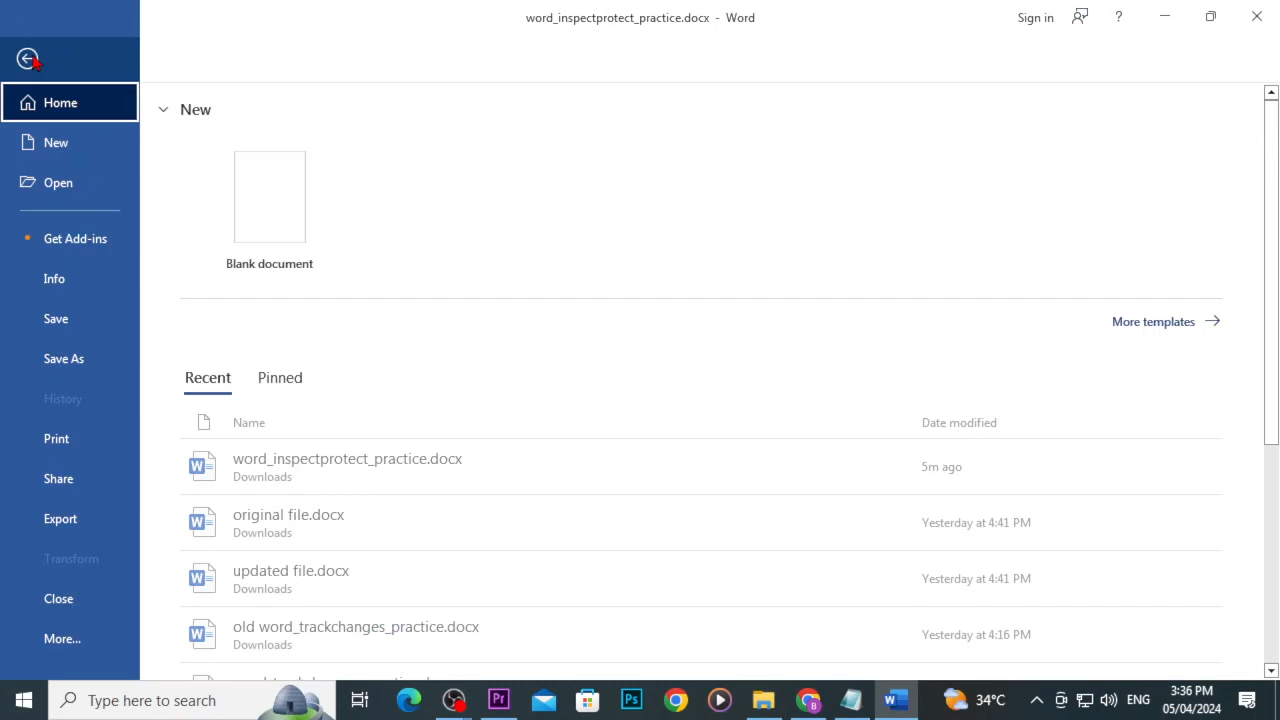 word_inspectprotect_practice.docx - Word
Sign in
?
Home
New
Open
Get Add-ins
Info
Save
Save As
History
Print
Share
Export
Transform
Close
More...
New
Blank document
More templates
Recent Pinned
Name Date modified
word_inspectprotect_practice.docx
Downloads
5m ago
original file.docx
Downloads
Yesterday at 4:41 PM
updated file.docx
Downloads
Yesterday at 4:41 PM
old word_trackchanges_practice.docx
Downloads
Yesterday at 4:16 PM
Type here to search
34°C
ENG
3:36 PM
05/04/2024